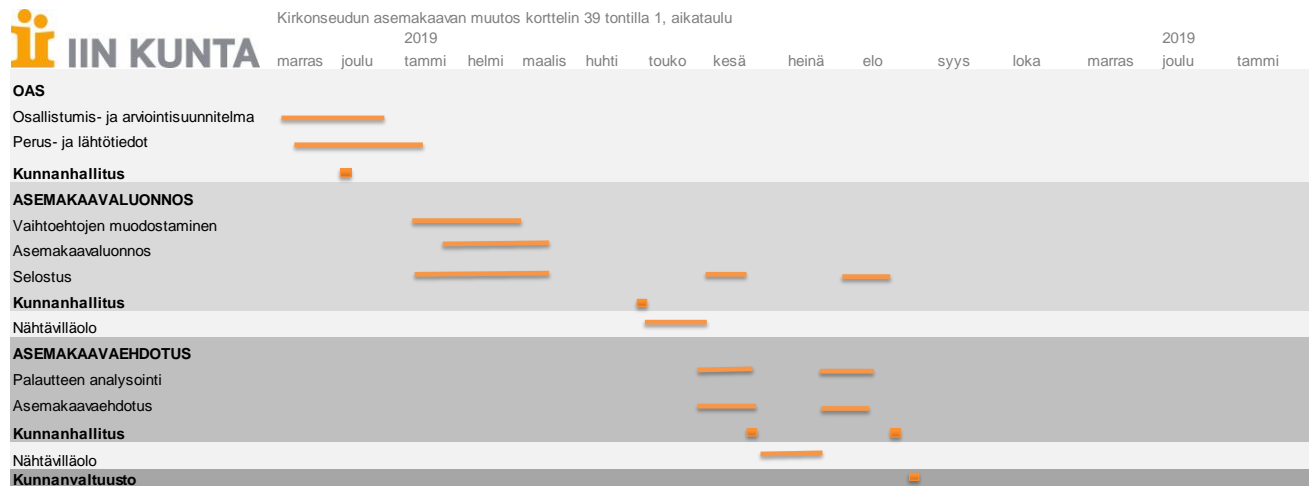 Kirkonseudun asemakaavan muutos korttelin 39 tontilla 1, aikataulu
ii IIN KUNTA
2019 2019
marras joulu tammi helmi maalis huhti touko kesä heinä elo syys loka marras joulu tammi
OAS
Osallistumis- ja arviointisuunnitelma
Perus- ja lähtötiedot
Kunnanhallitus
ASEMAKAAVALUONNOS
Vaihtoehtojen muodostaminen
Asemakaavaluonnos
Selostus
Kunnanhallitus
Nähtävilläolo
ASEMAKAAVAEHDOTUS
Palautteen analysointi
Asemakaavaehdotus
Kunnanhallitus
Nähtävilläolo
Kunnanvaltuusto